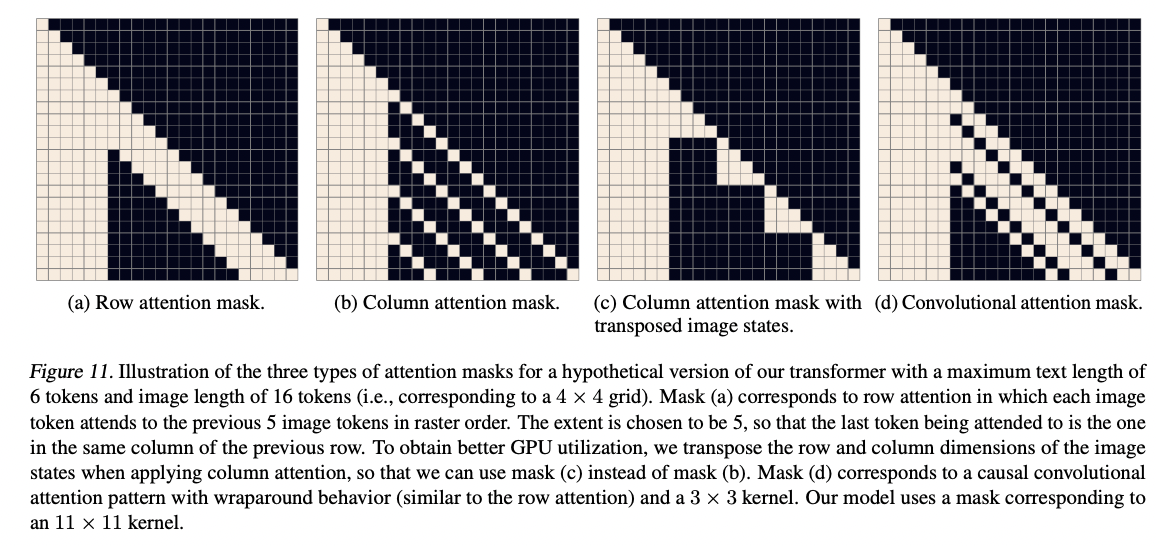 (a) Row attention mask.
(b) Column attention mask.
(c) Column attention mask with
transposed image states.
(d) Convolutional attention mask.
Figure 11. Illustration of the three types of attention masks for a hypothetical version of our transformer with a maximum text length of
6 tokens and image length of 16 tokens (i.e., corresponding to a 4 × 4 grid). Mask (a) corresponds to row attention in which each image
token attends to the previous 5 image tokens in raster order. The extent is chosen to be 5, so that the last token being attended to is the one
in the same column of the previous row. To obtain better GPU utilization, we transpose the row and column dimensions of the image
states when applying column attention, so that we can use mask (c) instead of mask (b). Mask (d) corresponds to a causal convolutional
attention pattern with wraparound behavior (similar to the row attention) and a 3 × 3 kernel. Our model uses a mask corresponding to
an 11 × 11 kernel.